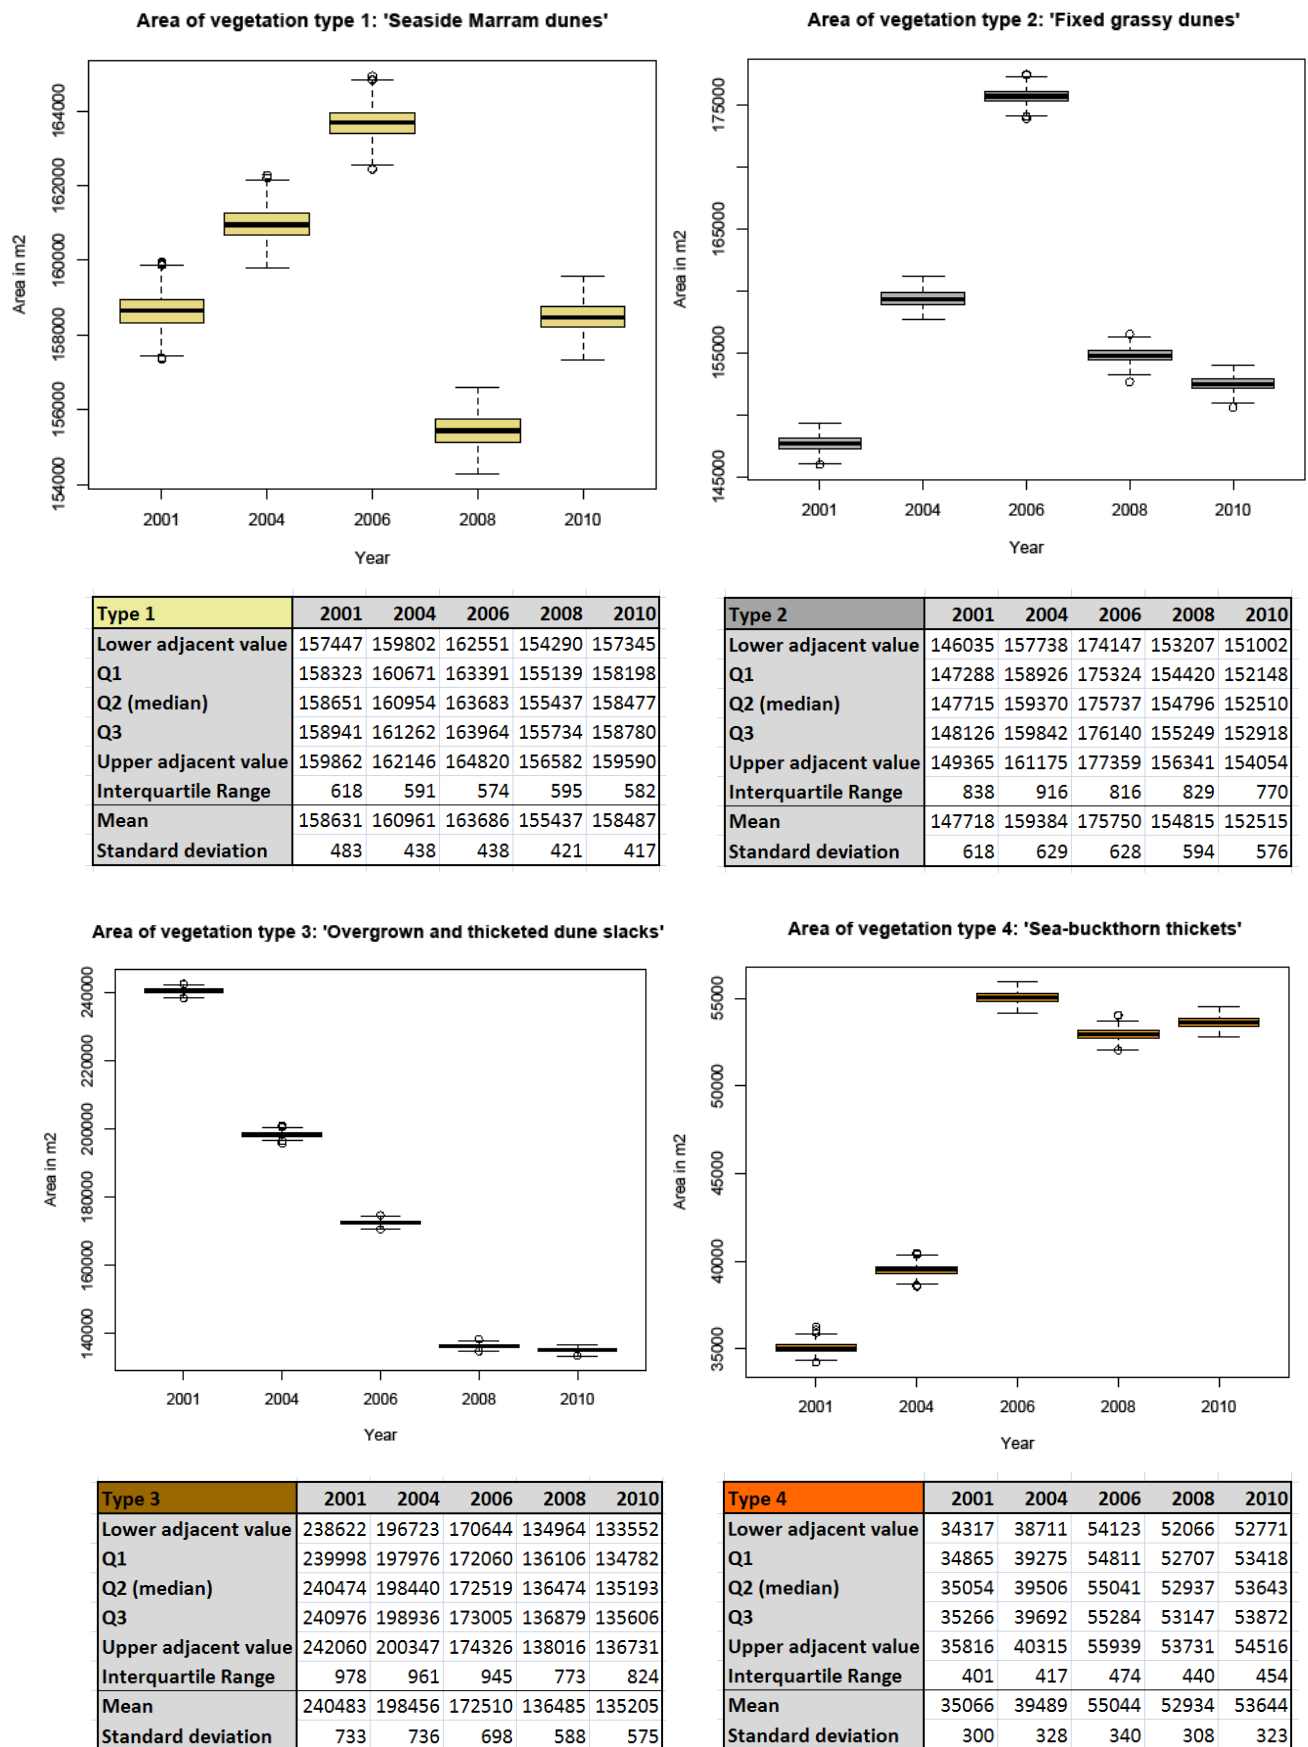 Area of vegetation type 1: 'Seaside Marram dunes'
Area in m2
164000
162000
160000
158000
156000
154000
2001 2004 2006 2008 2010
Year
Type 1 2001 2004 2006 2008 2010
Lower adjacent value 157447 159802 162551 154290 157345
Q1 158323 160671 163391 155139 158198
Q2 (median) 158651 160954 163683 155437 158477
Q3 158941 161262 163964 155734 158780
Upper adjacent value 159862 162146 164820 156582 159590
Interquartile Range 618 591 574 595 582
Mean 158631 160961 163686 155437 158487
Standard deviation 483 438 438 421 417
Area of vegetation type 2: 'Fixed grassy dunes'
Area in m2
175000
165000
155000
145000
2001 2004 2006 2008 2010
Year
Type 2 2001 2004 2006 2008 2010
Lower adjacent value 146035 157738 174147 153207 151002
Q1 147288 158926 175324 154420 152148
Q2 (median) 147715 159370 175737 154796 152510
Q3 148126 159842 176140 155249 152918
Upper adjacent value 149365 161175 177359 156341 154054
Interquartile Range 838 916 816 829 770
Mean 147718 159384 175750 154815 152515
Standard deviation 618 629 628 594 576
Area of vegetation type 3: 'Overgrown and thicketed dune slacks'
Area in m2
240000
220000
200000
180000
160000
140000
2001 2004 2006 2008 2010
Year
Type 3 2001 2004 2006 2008 2010
Lower adjacent value 238622 196723 170644 134964 133552
Q1 239998 197976 172060 136106 134782
Q2 (median) 240474 198440 172519 136474 135193
Q3 240976 198936 173005 136879 135606
Upper adjacent value 242060 200347 174326 138016 136731
Interquartile Range 978 961 945 773 824
Mean 240483 198456 172510 136485 135205
Standard deviation 733 736 698 588 575
Area of vegetation type 4: 'Sea-buckthorn thickets'
Area in m2
55000
50000
45000
40000
35000
2001 2004 2006 2008 2010
Year
Type 4 2001 2004 2006 2008 2010
Lower adjacent value 34317 38711 54123 52066 52771
Q1 34865 39275 54811 52707 53418
Q2 (median) 35054 39506 55041 52937 53643
Q3 35266 39692 55284 53147 53872
Upper adjacent value 35816 40315 55939 53731 54516
Interquartile Range 401 417 474 440 454
Mean 35066 39489 55044 52934 53644
Standard deviation 300 328 340 308 323